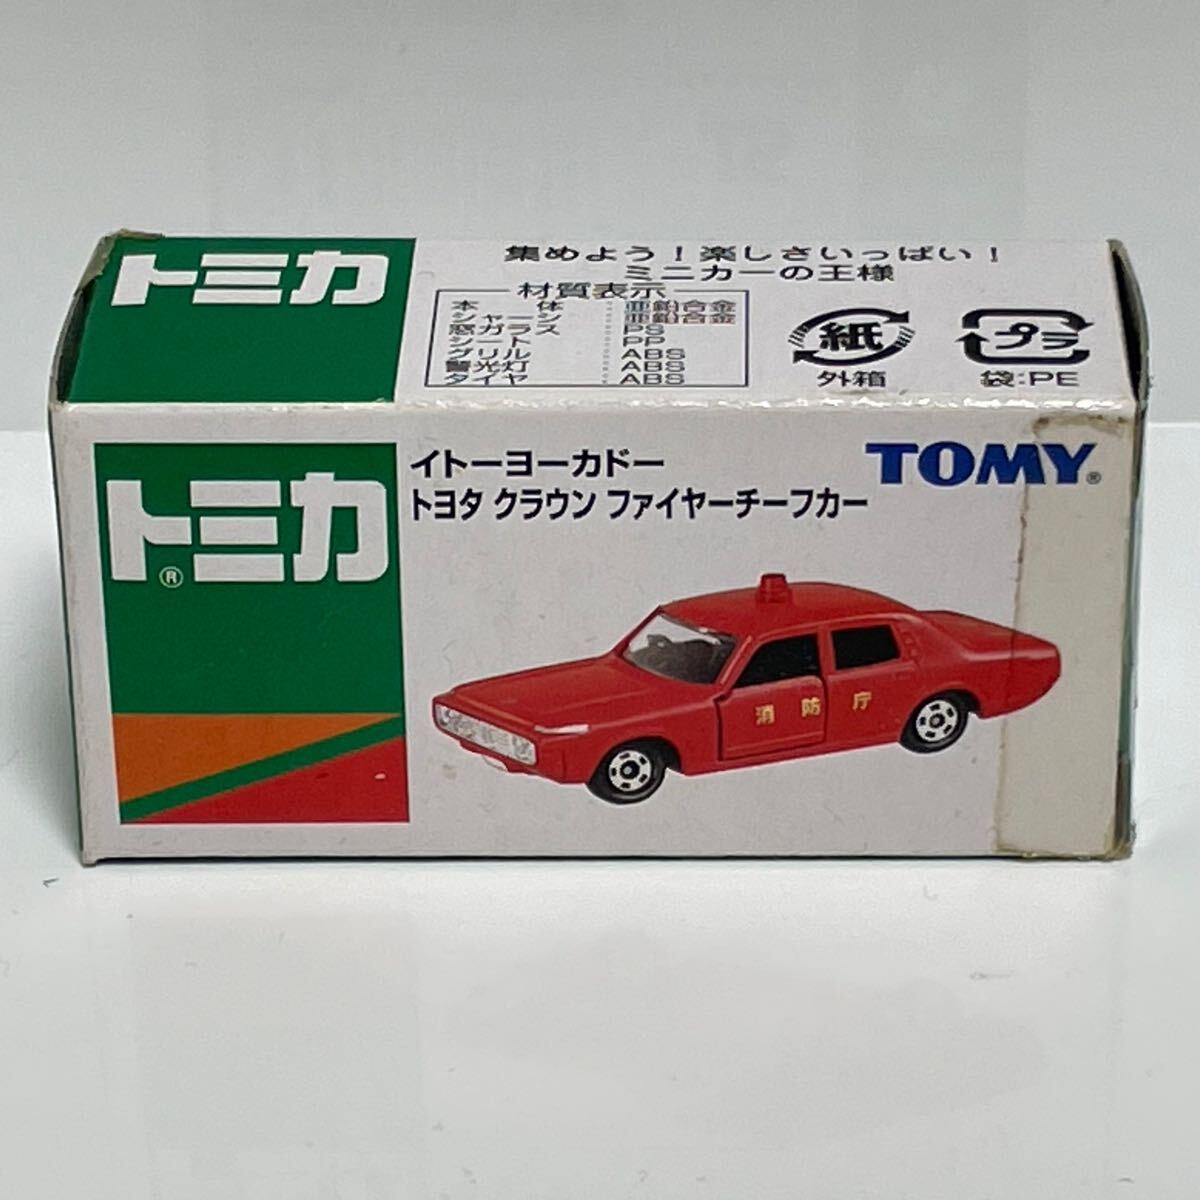 トミカ
集めよう!楽しさいっぱい!
ミニカーの王様
材質表示
本体 亜鉛合金
シャーシ 亜鉛合金
窓ガラス PS
シート PP
グリル ABS
警光灯 ABS
タイヤ ABS
紙
外箱
プラ
袋:PE
トミカ®
イトーヨーカドー
トヨタ クラウン ファイヤーチーフカー
TOMY®
消防庁